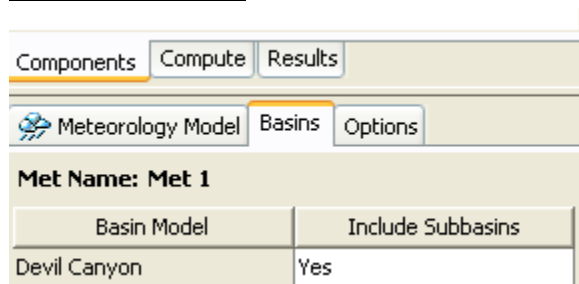 Components Compute Results
Meteorology Model Basins Options
Met Name: Met 1
Basin Model Include Subbasins
Devil Canyon Yes